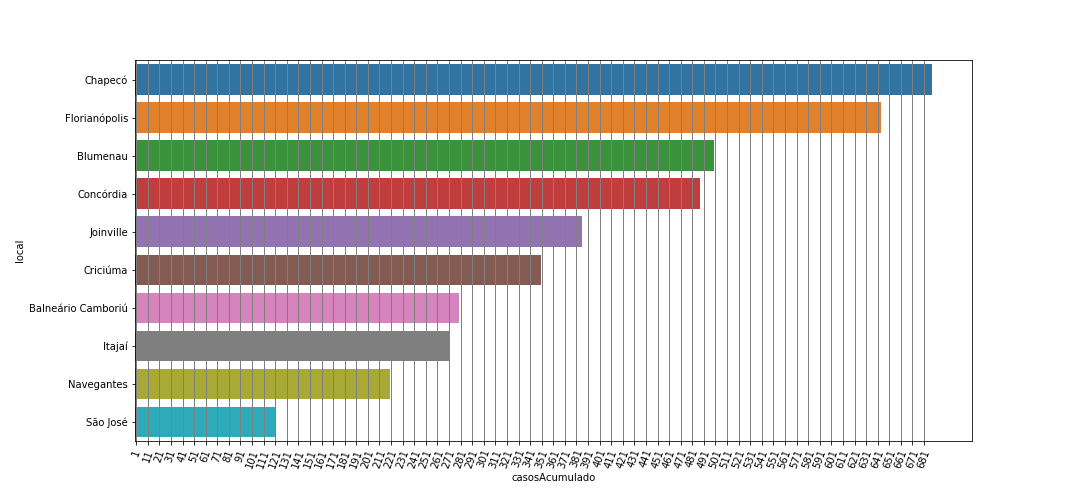 Chapecó
Florianópolis
Blumenau
Concórdia
Joinville
Criciúma
Balneário Camboriú
Itajaí
Navegantes
São José
local
1 11 21 31 41 51 61 71 81 91 101 111 121 131 141 151 161 171 181 191 201 211 221 231 241 251 261 271 281 291 301 311 321 331 341 351 361 371 381 391 401 411 421 431 441 451 461 471 481 491 501 511 521 531 541 551 561 571 581 591 601 611 621 631 641 651 661 671 681
casosAcumulado